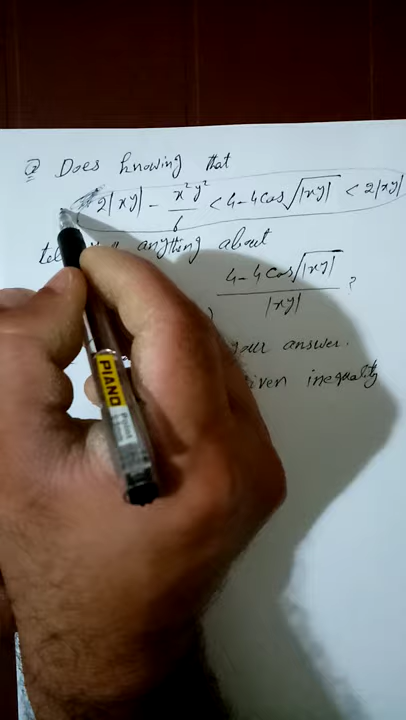 Q Does knowing that
2|xy| - x²y²/6 < 4-4cos√|xy| < 2|xy|
anything about
4-4cos√|xy| / |xy| ?
your answer.
given inequality
PIANO
Point